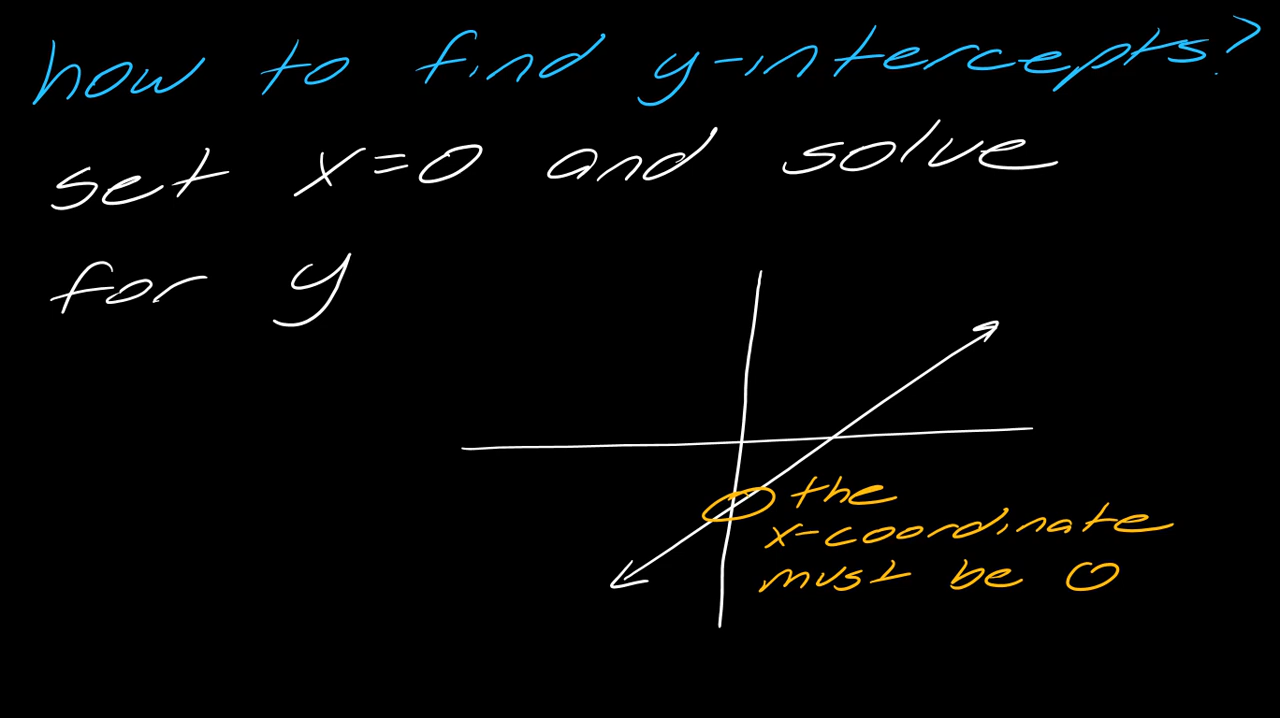 how to find y-intercepts?
set x=0 and solve
for y
the
x-coordinate
must be 0